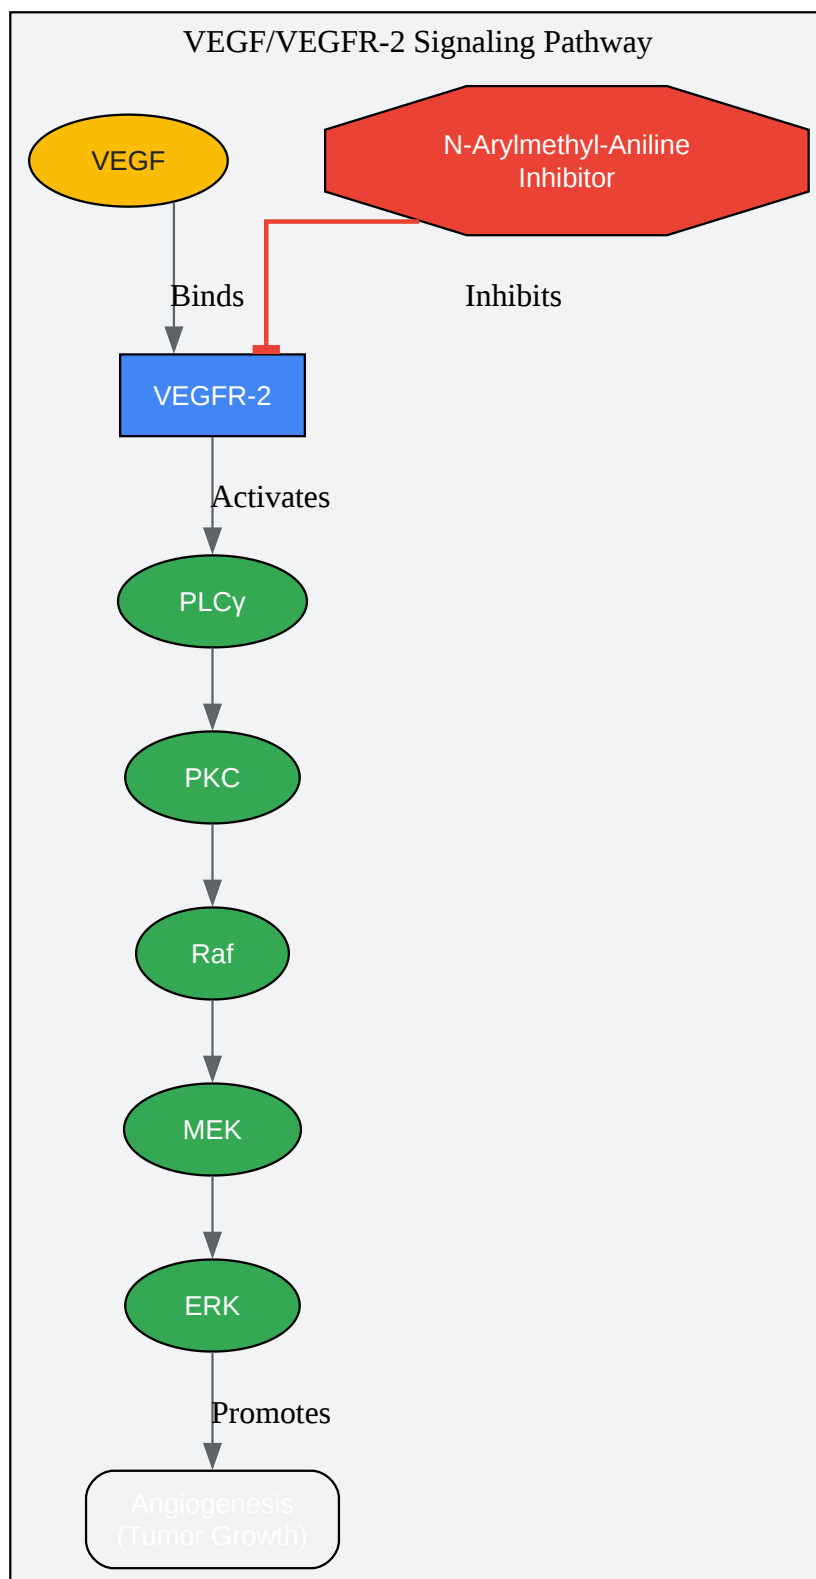 VEGF/VEGFR-2 Signaling Pathway
VEGF
N-Arylmethyl-Aniline
Inhibitor
Binds
Inhibits
VEGFR-2
Activates
PLCγ
PKC
Raf
MEK
ERK
Promotes
Angiogenesis
(Tumor Growth)